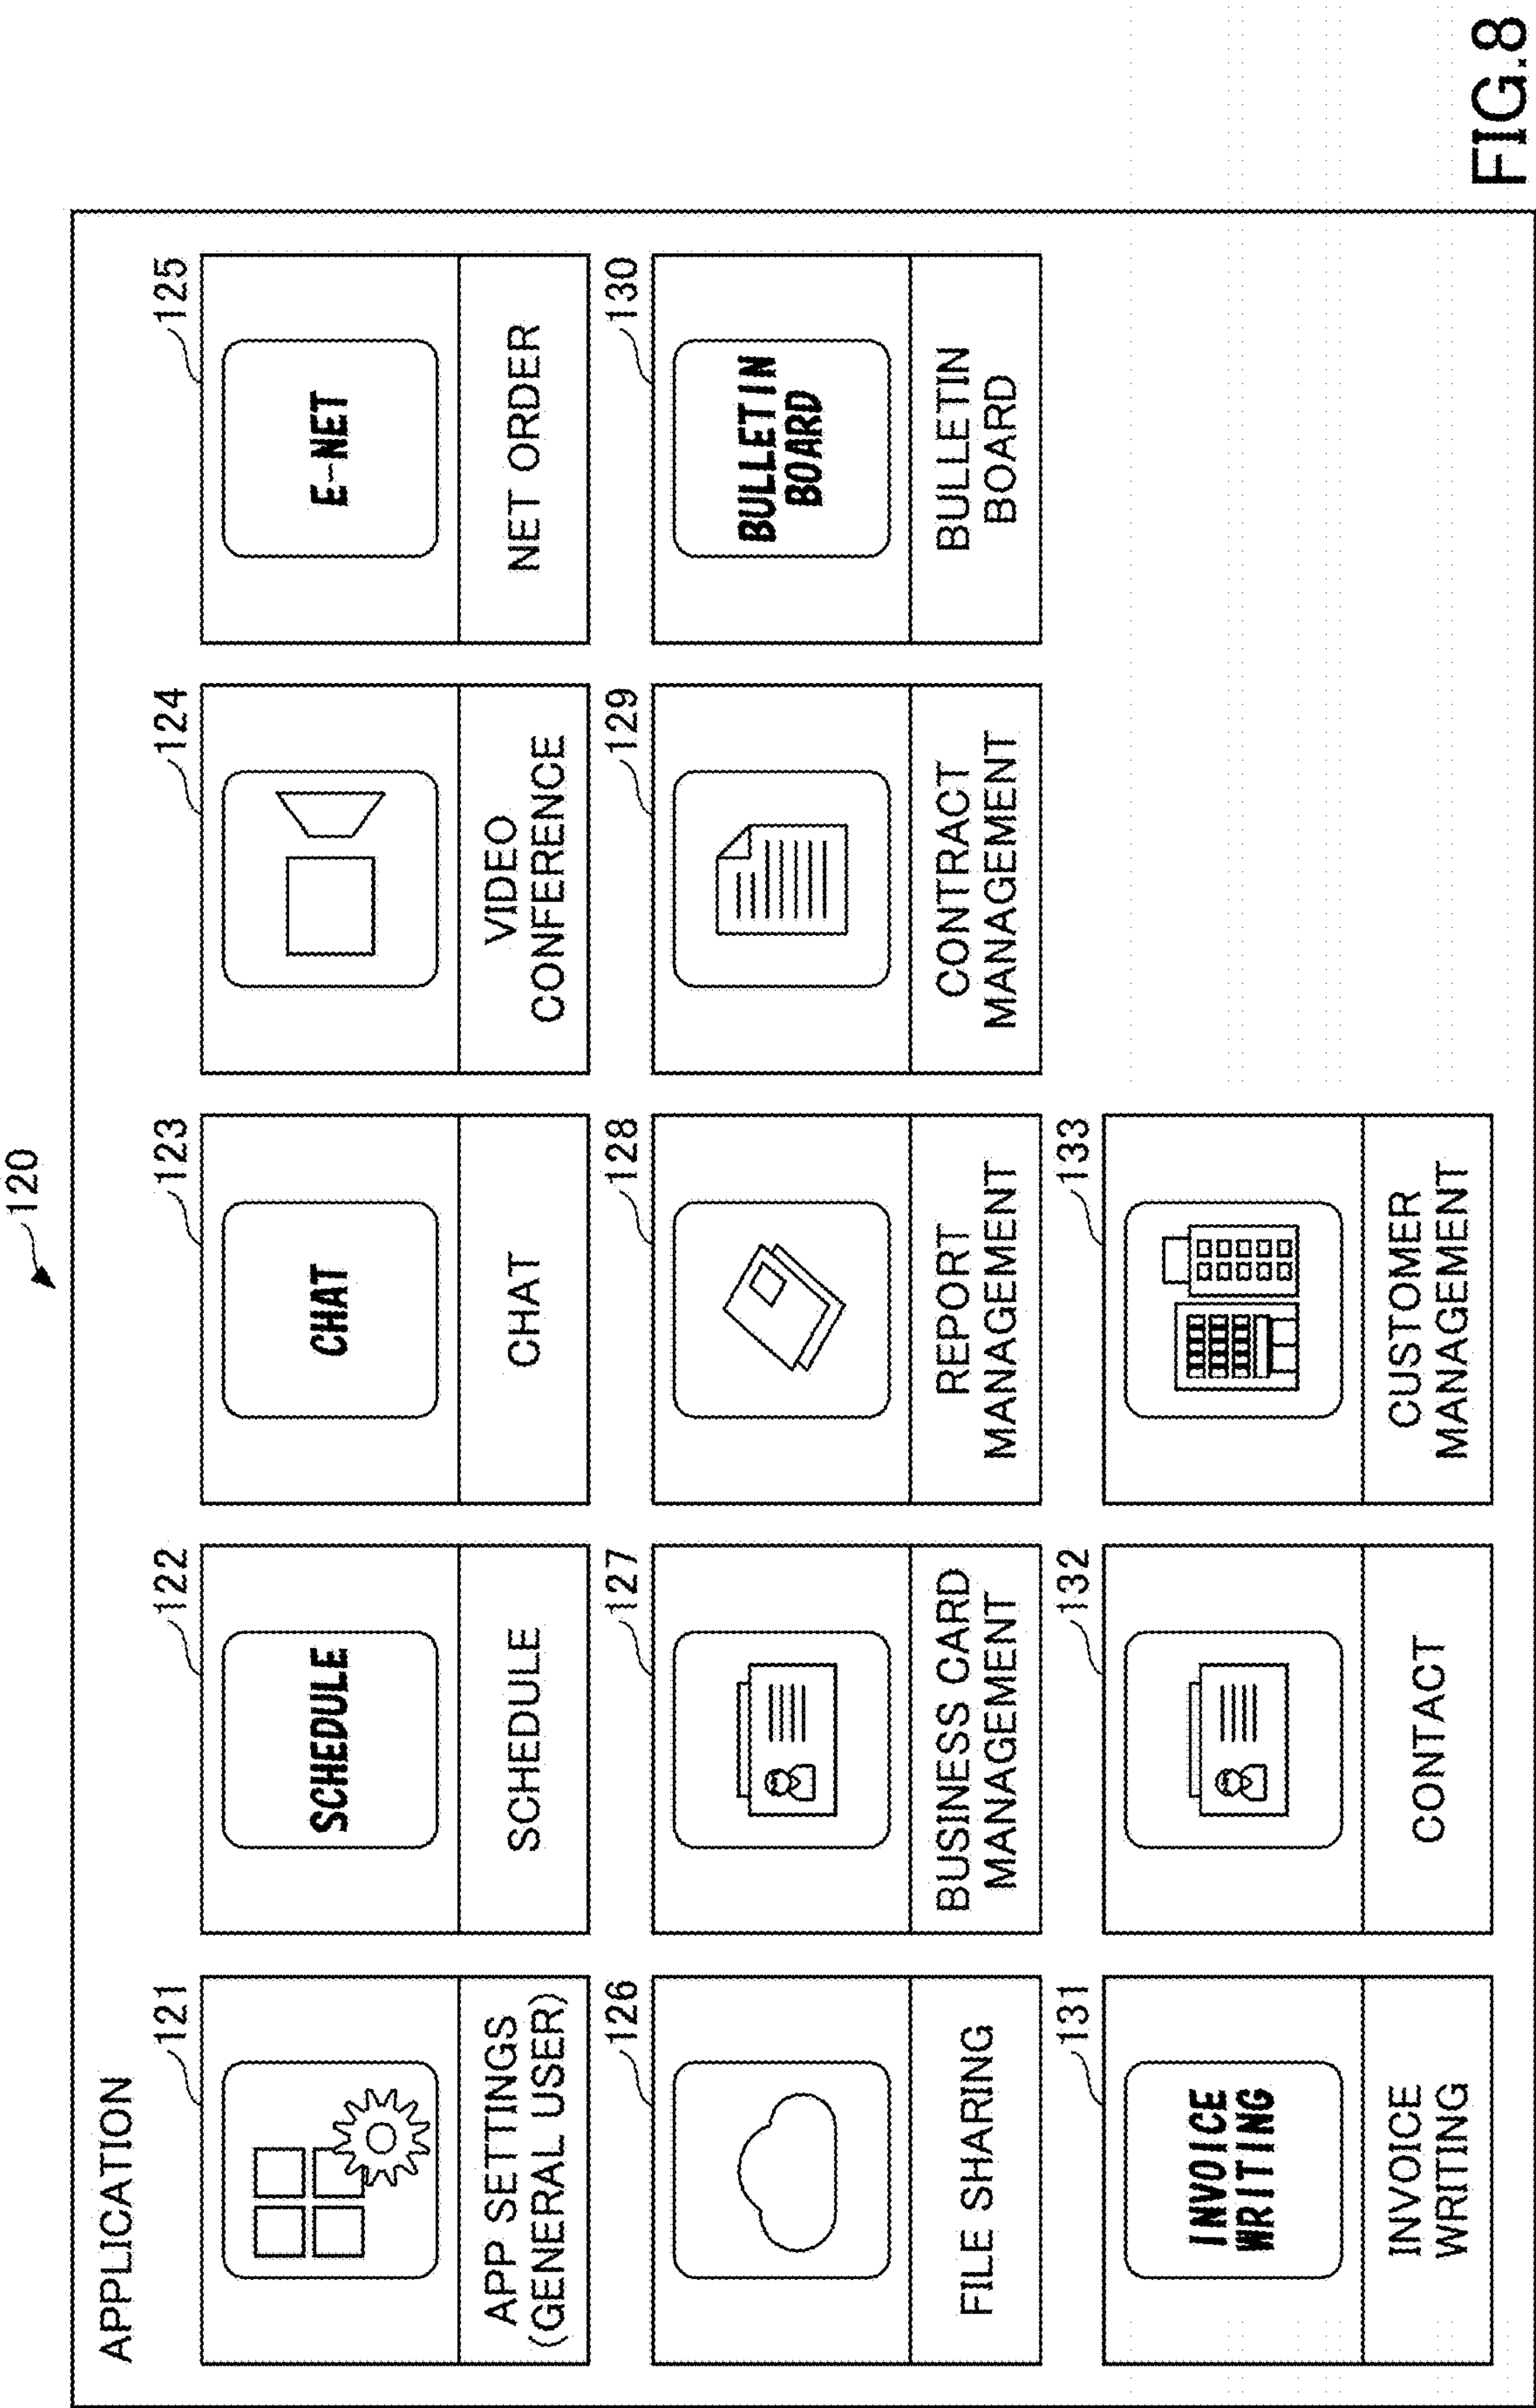 FIG.8
120
APPLICATION
121
APP SETTINGS
(GENERAL USER)
122
SCHEDULE
SCHEDULE
123
CHAT
CHAT
124
VIDEO
CONFERENCE
125
E-NET
NET ORDER
126
FILE SHARING
127
BUSINESS CARD
MANAGEMENT
128
REPORT
MANAGEMENT
129
CONTRACT
MANAGEMENT
130
BULLETIN
BOARD
BULLETIN
BOARD
131
INVOICE
WRITING
INVOICE
WRITING
132
CONTACT
133
CUSTOMER
MANAGEMENT